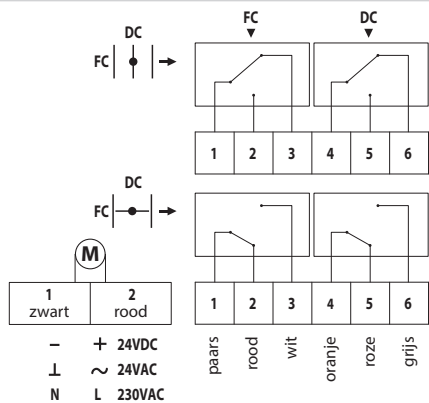 FC DC
DC
FC
1 2 3 4 5 6
DC
FC
M
1 2
zwart rood
1 2 3 4 5 6
paars rood wit oranje roze grijs
– + 24VDC
⊥ ~ 24VAC
N L 230VAC